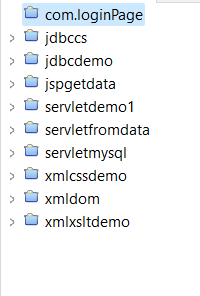 com.loginPage
jdbccs
jdbcdemo
jspgetdata
servletdemo1
servletfromdata
servletmysql
xmlcssdemo
xmldom
xmlxsltdemo